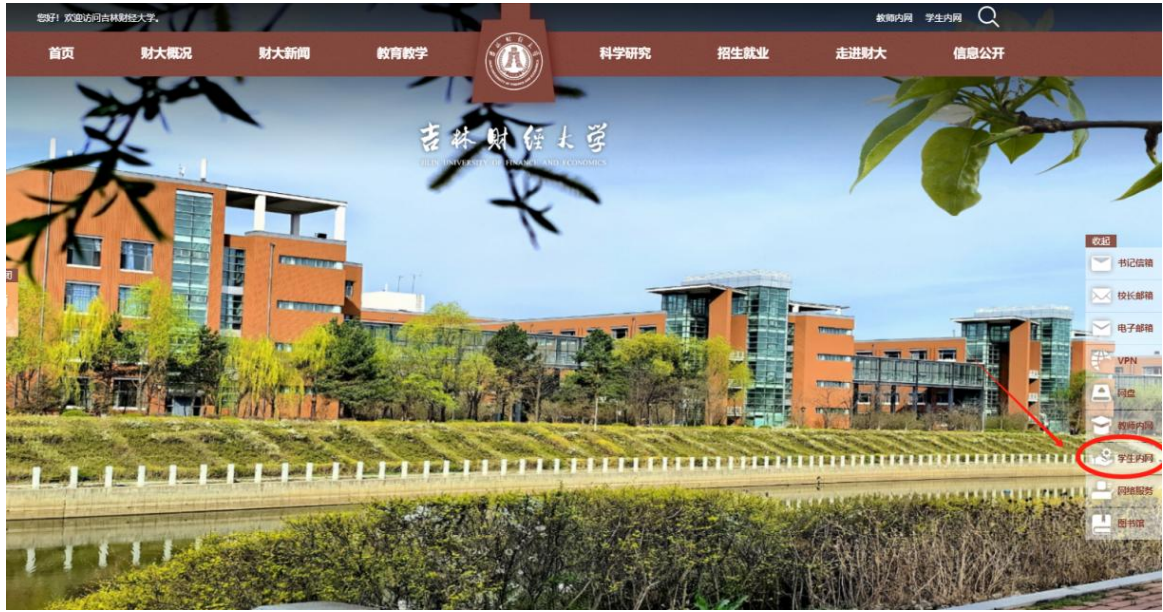 您好！欢迎访问吉林财经大学。
教师内网 学生内网
首页 财大概况 财大新闻 教育教学 科学研究 招生就业 走进财大 信息公开
吉林财经大学
JILIN UNIVERSITY OF FINANCE AND ECONOMICS
收起
书记信箱
校长邮箱
电子邮箱
VPN
网盘
教师内网
学生内网
网络服务
图书馆